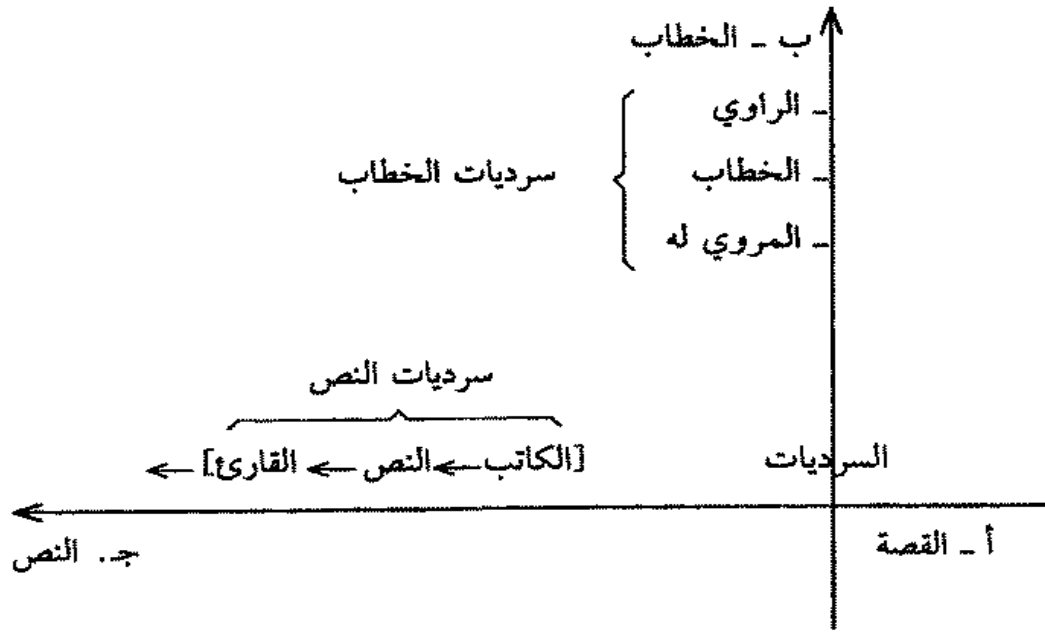 ب - الخطاب
- الراوي
- الخطاب
سرديات الخطاب
- المروي له
سرديات النص
السرديات
[الكاتب ← النص ← القارئ] ←
أ - القصة
جـ. النص